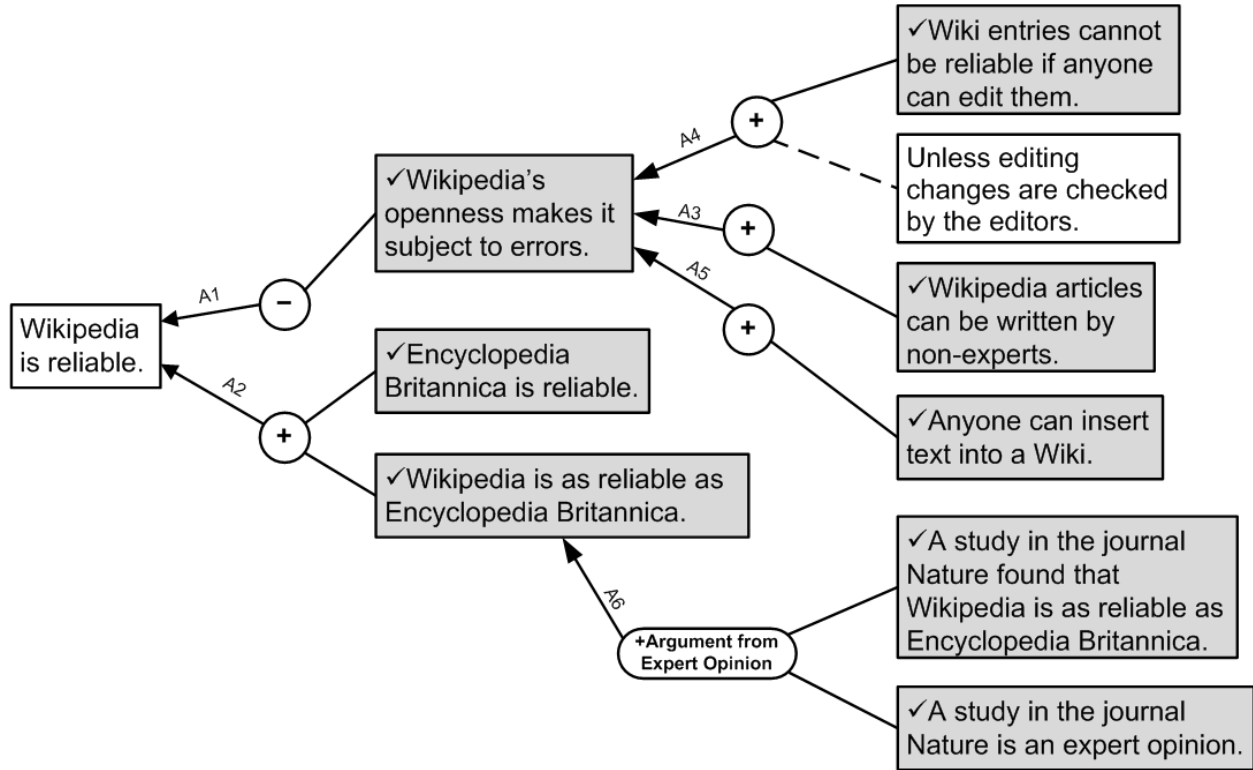 ✓Wiki entries cannot
be reliable if anyone
can edit them.
+
A4
Unless editing
changes are checked
by the editors.
✓Wikipedia's
openness makes it
subject to errors.
A3
+
A5
+
✓Wikipedia articles
can be written by
non-experts.
A1
−
Wikipedia
is reliable.
A2
+
✓Encyclopedia
Britannica is reliable.
✓Anyone can insert
text into a Wiki.
✓Wikipedia is as reliable as
Encyclopedia Britannica.
A6
+Argument from
Expert Opinion
✓A study in the journal
Nature found that
Wikipedia is as reliable as
Encyclopedia Britannica.
✓A study in the journal
Nature is an expert opinion.